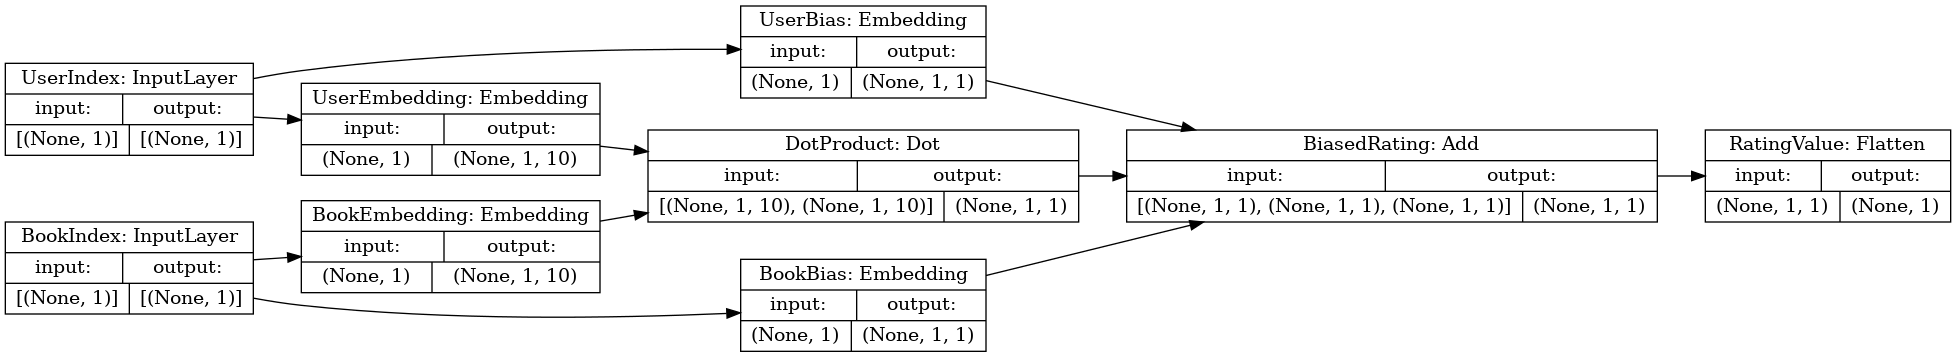 UserIndex: InputLayer
input: output:
[(None, 1)] [(None, 1)]
BookIndex: InputLayer
input: output:
[(None, 1)] [(None, 1)]
UserEmbedding: Embedding
input: output:
(None, 1) (None, 1, 10)
BookEmbedding: Embedding
input: output:
(None, 1) (None, 1, 10)
UserBias: Embedding
input: output:
(None, 1) (None, 1, 1)
DotProduct: Dot
input: output:
[(None, 1, 10), (None, 1, 10)] (None, 1, 1)
BookBias: Embedding
input: output:
(None, 1) (None, 1, 1)
BiasedRating: Add
input: output:
[(None, 1, 1), (None, 1, 1), (None, 1, 1)] (None, 1, 1)
RatingValue: Flatten
input: output:
(None, 1, 1) (None, 1)